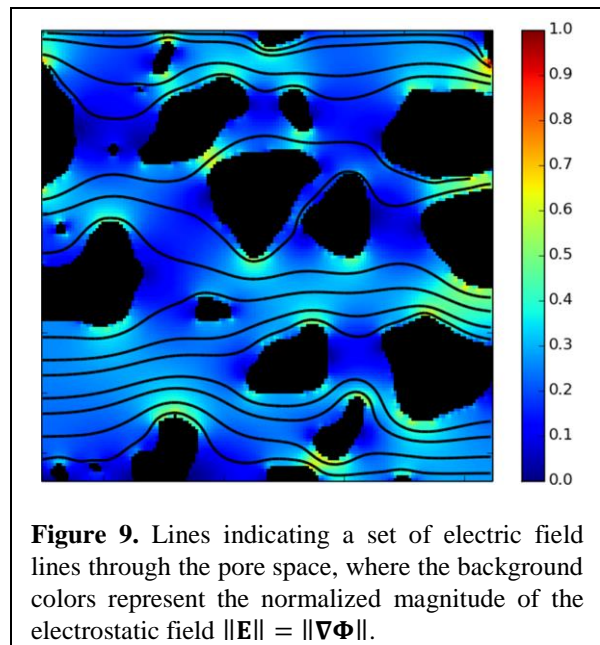 1.0
0.9
0.8
0.7
0.6
0.5
0.4
0.3
0.2
0.1
0.0
Figure 9. Lines indicating a set of electric field
lines through the pore space, where the background
colors represent the normalized magnitude of the
electrostatic field ‖𝐄‖ = ‖𝛁𝚽‖.